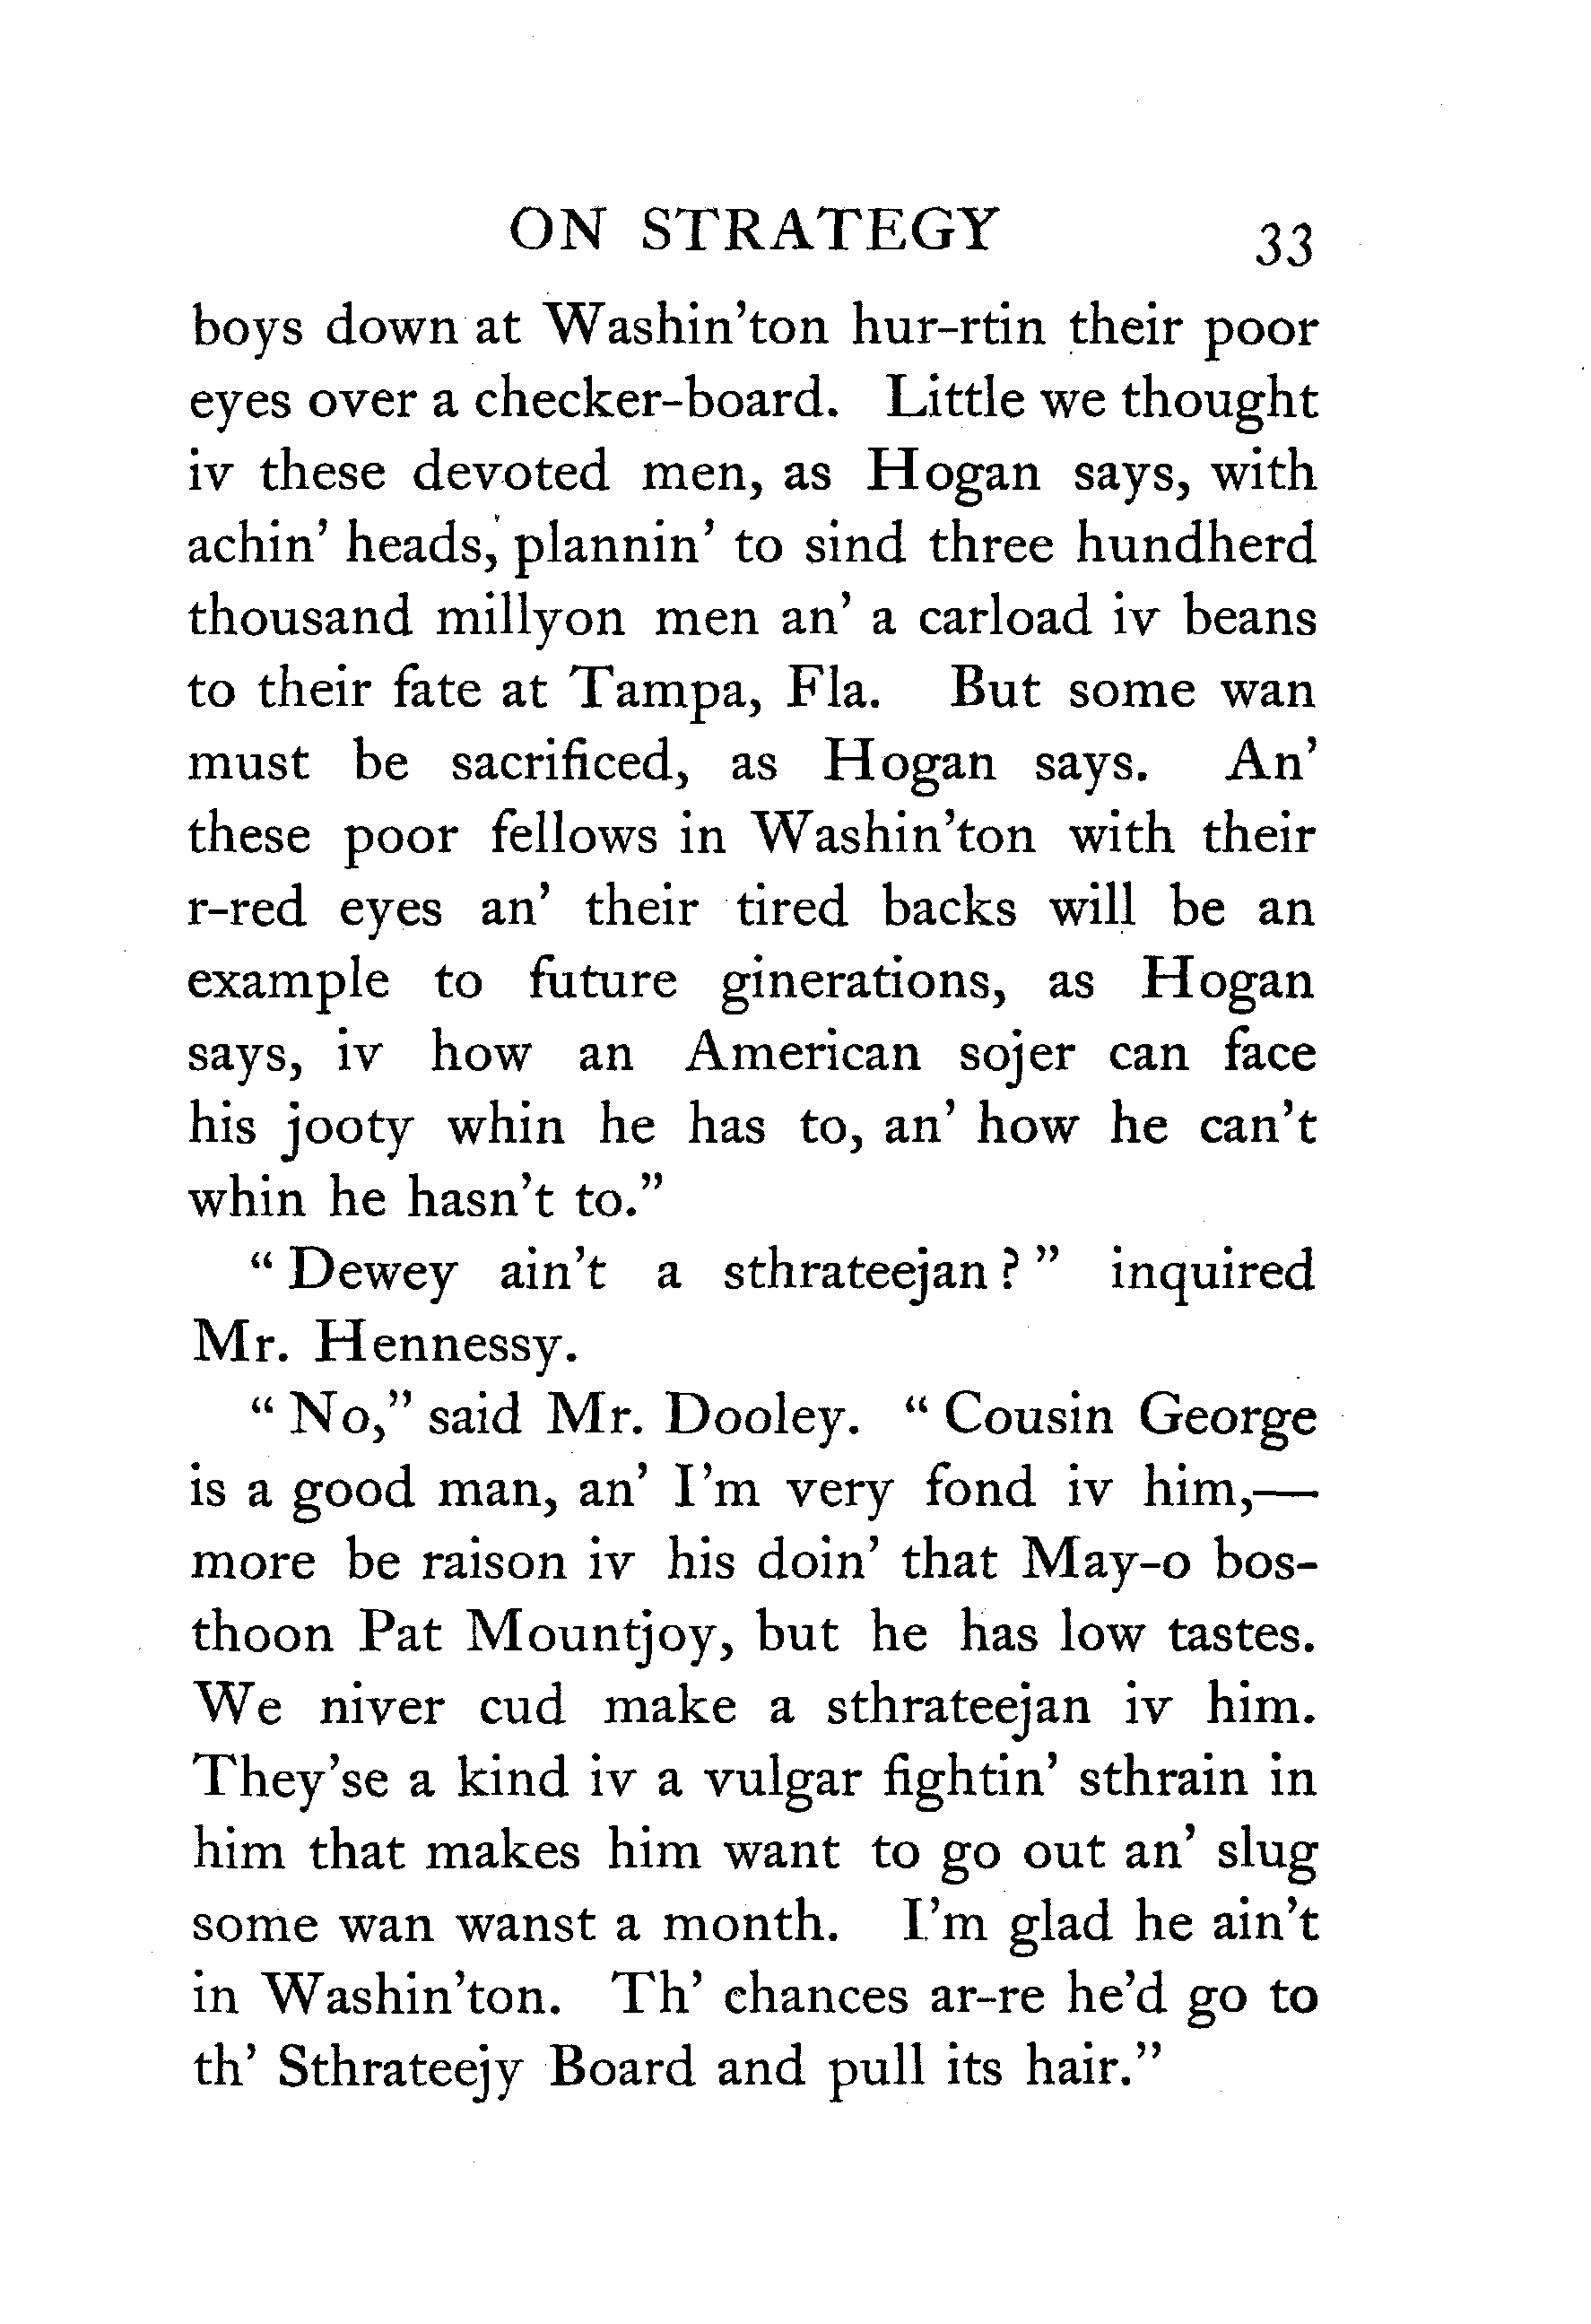 ON STRATEGY 33
boys down at Washin'ton hur-rtin their poor
eyes over a checker-board. Little we thought
iv these devoted men, as Hogan says, with
achin' heads, plannin' to sind three hundherd
thousand millyon men an' a carload iv beans
to their fate at Tampa, Fla. But some wan
must be sacrificed, as Hogan says. An'
these poor fellows in Washin'ton with their
r-red eyes an' their tired backs will be an
example to future ginerations, as Hogan
says, iv how an American sojer can face
his jooty whin he has to, an' how he can't
whin he hasn't to."
" Dewey ain't a sthrateejan ? " inquired
Mr. Hennessy.
" No," said Mr. Dooley. " Cousin George
is a good man, an' I'm very fond iv him,—
more be raison iv his doin' that May-o bos-
thoon Pat Mountjoy, but he has low tastes.
We niver cud make a sthrateejan iv him.
They'se a kind iv a vulgar fightin' sthrain in
him that makes him want to go out an' slug
some wan wanst a month. I'm glad he ain't
in Washin'ton. Th' chances ar-re he'd go to
th' Sthrateejy Board and pull its hair."